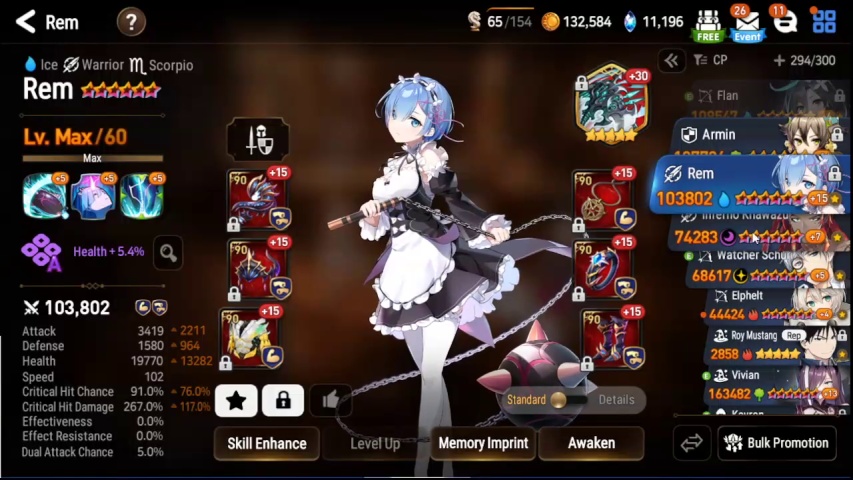 Rem ?
65/154
132,584
11,196
FREE
26
Event
11
Ice Warrior Scorpio
Rem
Lv. Max/60
Max
+5 +5 +5
A
Health + 5.4%
103,802
Attack 3419 2211
Defense 1580 964
Health 19770 13282
Speed 102
Critical Hit Chance 91.0% 76.0%
Critical Hit Damage 267.0% 117.0%
Effectiveness 0.0%
Effect Resistance 0.0%
Dual Attack Chance 5.0%
+15
90
+15
90
+15
90
+30
+15
90
+15
90
+15
90
Standard Details
Skill Enhance
Level Up
Memory Imprint
Awaken
CP
+ 294/300
Flan
Armin
Rem
103802
+15
74283
+7
68617
+5
Elphelt
44424
Roy Mustang Rep
2858
Vivian
163482
Bulk Promotion